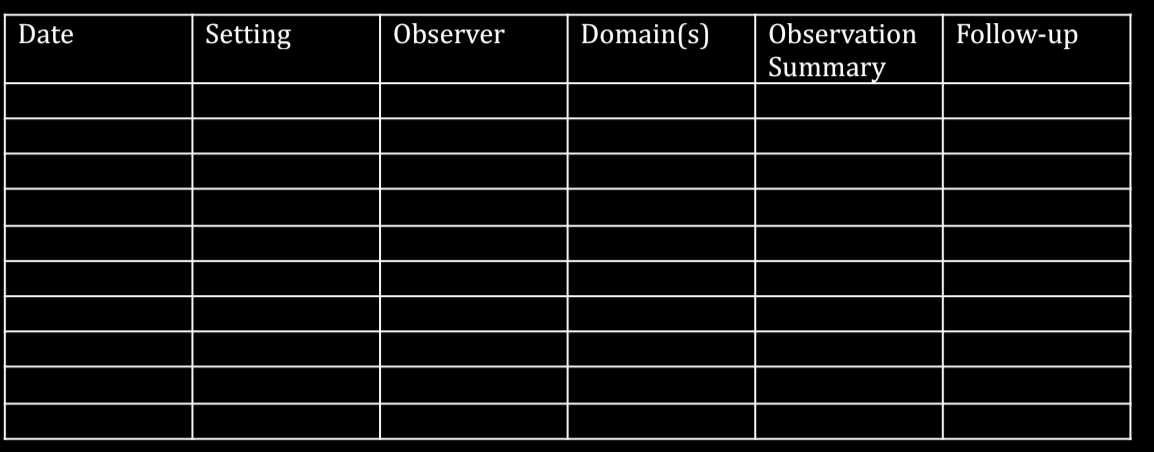 Date Setting Observer Domain(s) Observation Follow-up
Summary